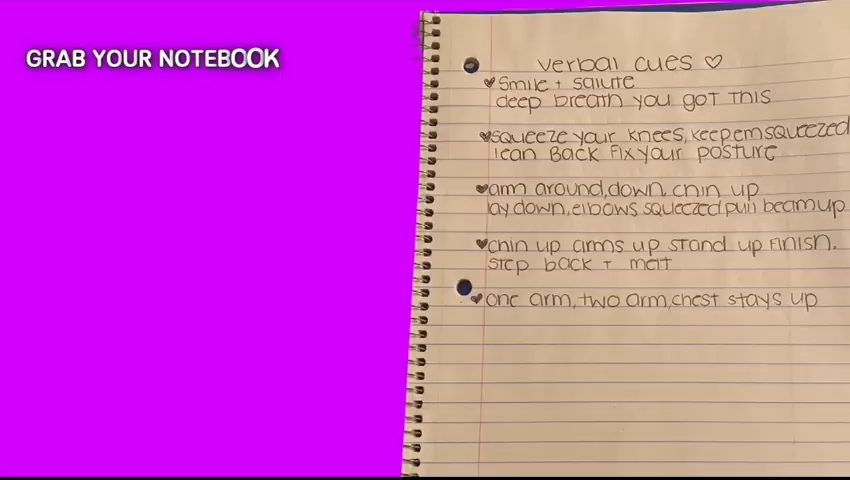 GRAB YOUR NOTEBOOK
verbal cues ♡
♥smile + salute
deep breath you got this
♥squeeze your knees, keep em squeezed
lean back fix your posture
♥arm around, down, chin up
lay down, elbows squeezed pull beam up
♥chin up arms up stand up finish.
step back + melt
♥one arm, two arm, chest stays up